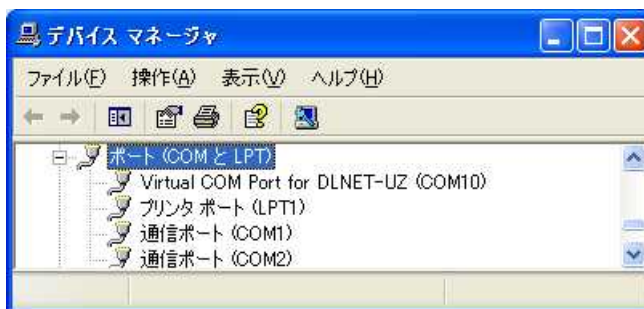 デバイス マネージャ
ファイル(F) 操作(A) 表示(V) ヘルプ(H)
ポート (COM と LPT)
Virtual COM Port for DLNET-UZ (COM10)
プリンタ ポート (LPT1)
通信ポート (COM1)
通信ポート (COM2)